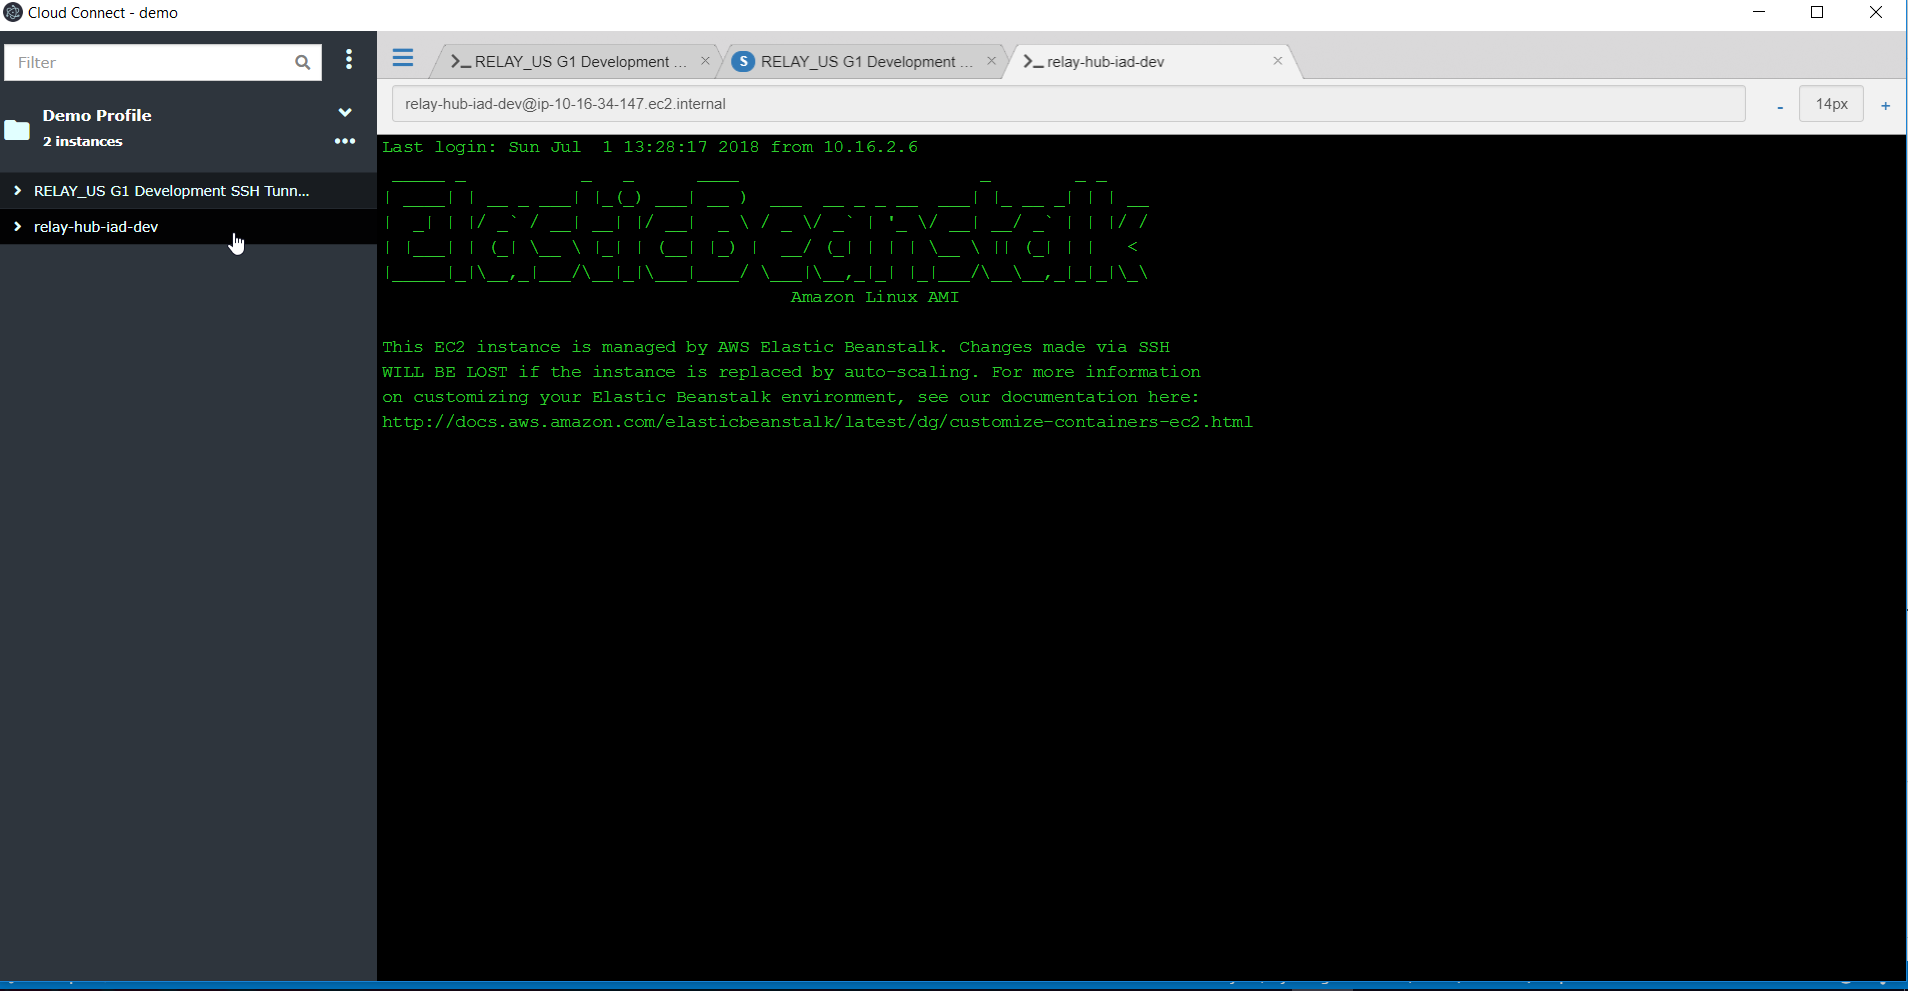 Cloud Connect - demo
Filter
Demo Profile
2 instances
RELAY_US G1 Development SSH Tunn...
relay-hub-iad-dev
RELAY_US G1 Development ...
S RELAY_US G1 Development ...
relay-hub-iad-dev
relay-hub-iad-dev@ip-10-16-34-147.ec2.internal
- 14px +
Last login: Sun Jul  1 13:28:17 2018 from 10.16.2.6
ElasticBeanstalk
Amazon Linux AMI
This EC2 instance is managed by AWS Elastic Beanstalk. Changes made via SSH
WILL BE LOST if the instance is replaced by auto-scaling. For more information
on customizing your Elastic Beanstalk environment, see our documentation here:
http://docs.aws.amazon.com/elasticbeanstalk/latest/dg/customize-containers-ec2.html